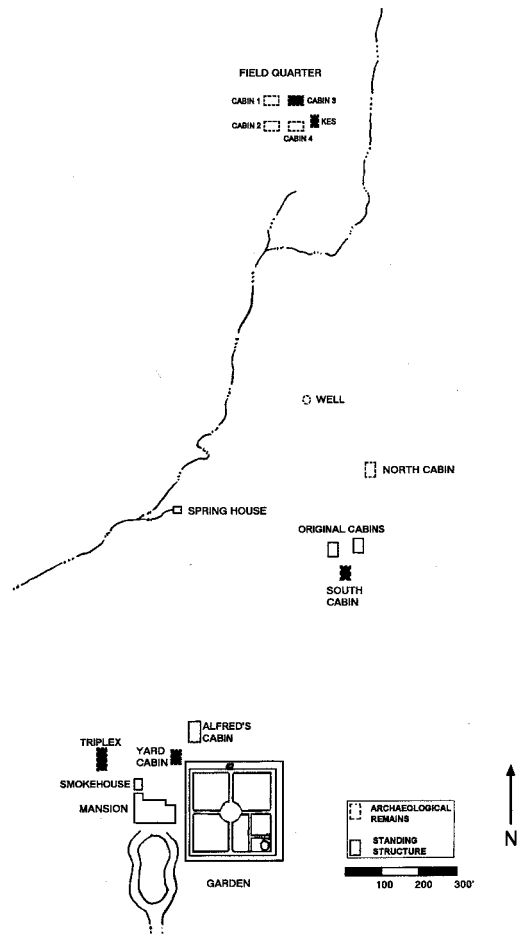 FIELD QUARTER
CABIN 1
CABIN 3
CABIN 2
KES
CABIN 4
WELL
NORTH CABIN
SPRING HOUSE
ORIGINAL CABINS
SOUTH
CABIN
ALFRED'S
CABIN
TRIPLEX
YARD
CABIN
SMOKEHOUSE
MANSION
GARDEN
ARCHAEOLOGICAL
REMAINS
STANDING
STRUCTURE
100 200 300'
N